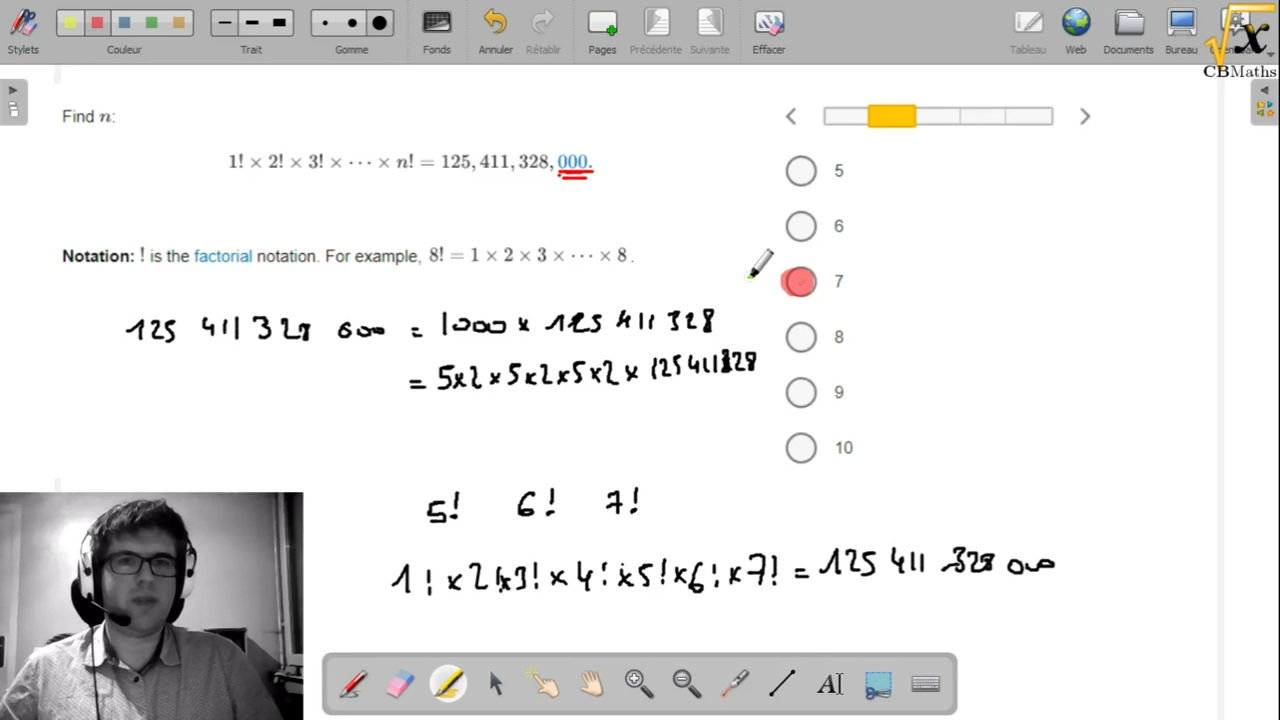 Stylets Couleur Trait Gomme Fonds Annuler Rétablir Pages Précédente Suivante Effacer Tableau Web Documents Bureau
√x
CBMaths
Find n:
1! × 2! × 3! × ⋯ × n! = 125, 411, 328, 000.
Notation: ! is the factorial notation. For example, 8! = 1 × 2 × 3 × ⋯ × 8 .
5
6
7
8
9
10
125 411 328 000 = 1000 × 125 411 328
= 5×2 × 5×2 × 5×2 × 125411328
5! 6! 7!
1! ×2!×3! × 4! ×5! ×6! ×7! = 125 411 328 000
AI